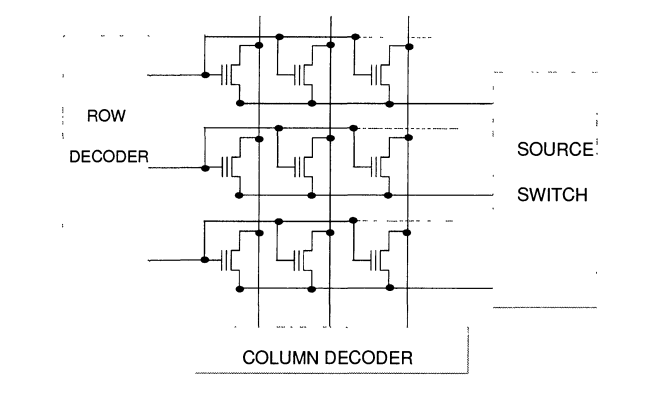 ROW
DECODER
SOURCE
SWITCH
COLUMN DECODER